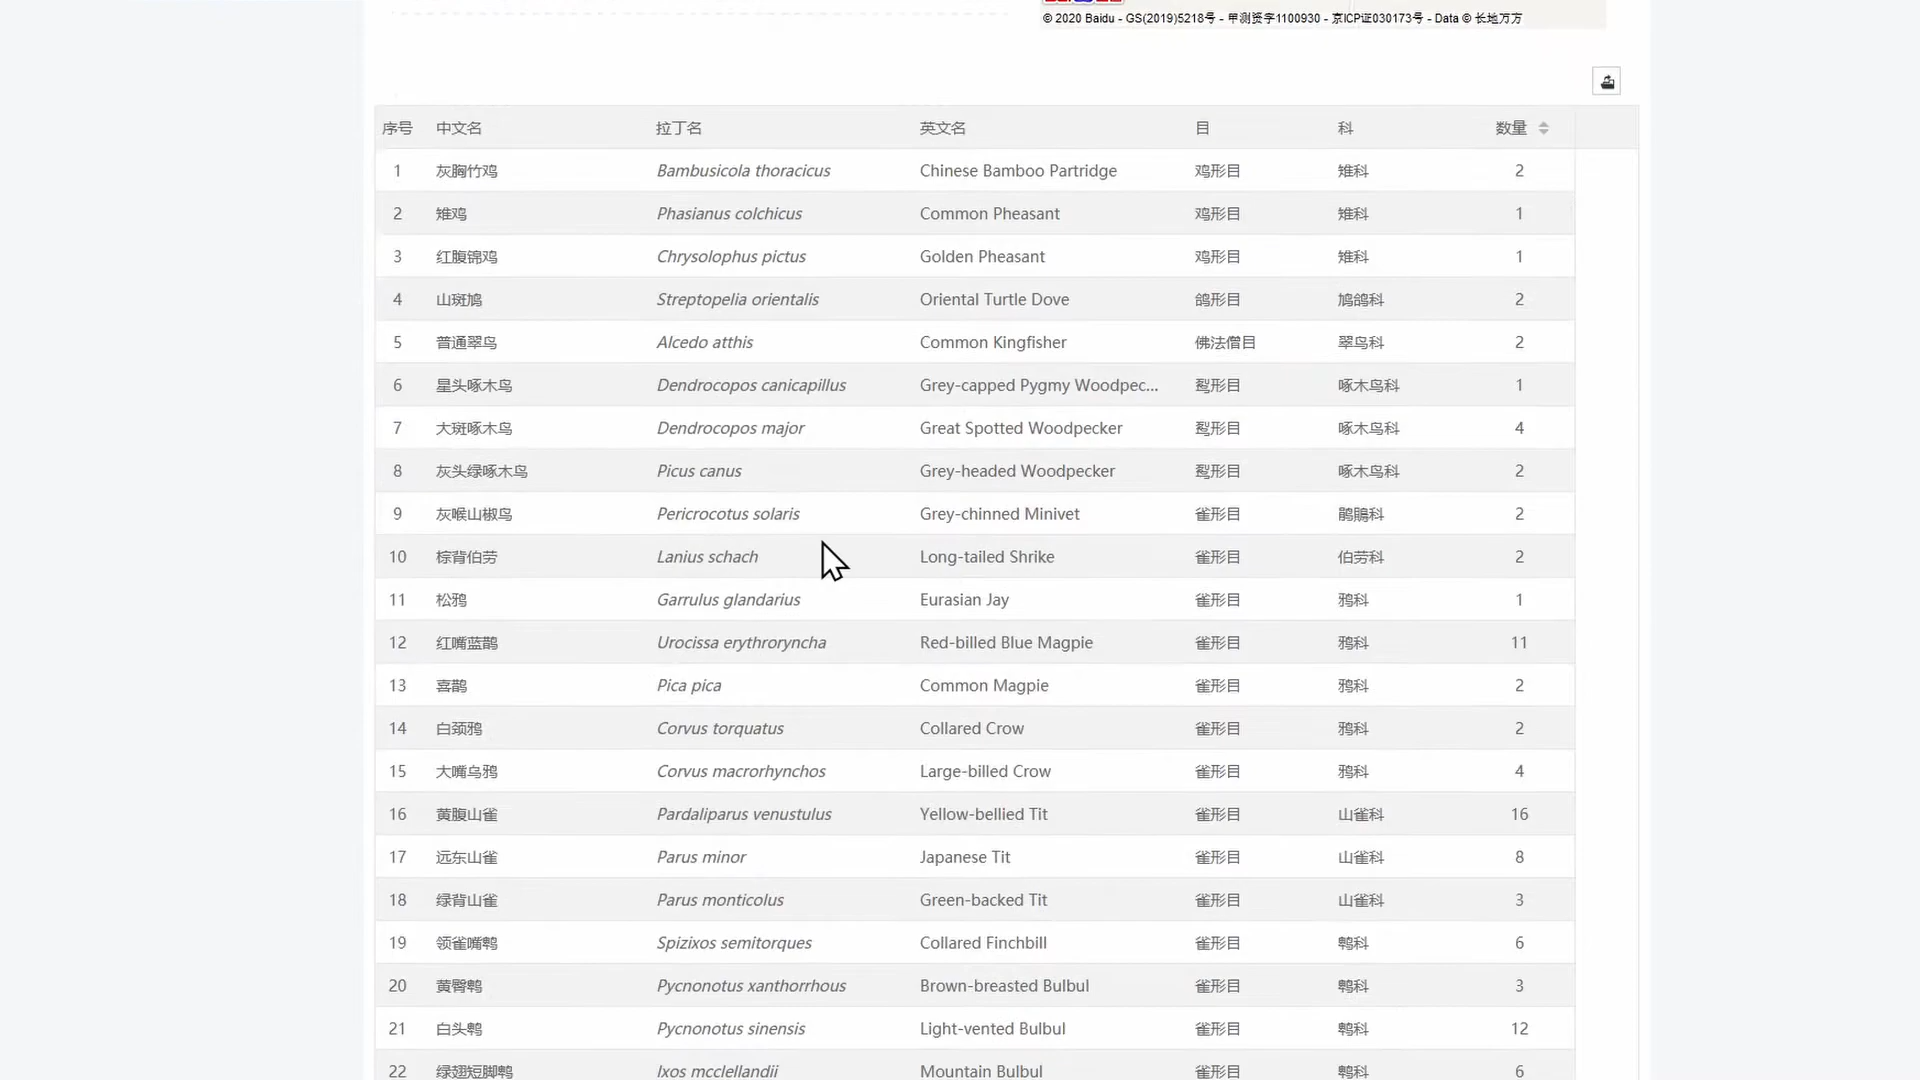 © 2020 Baidu - GS(2019)5218号 - 甲测资字1100930 - 京ICP证030173号 - Data © 长地万方
序号 中文名 拉丁名 英文名 目 科 数量
1 灰胸竹鸡 Bambusicola thoracicus Chinese Bamboo Partridge 鸡形目 雉科 2
2 雉鸡 Phasianus colchicus Common Pheasant 鸡形目 雉科 1
3 红腹锦鸡 Chrysolophus pictus Golden Pheasant 鸡形目 雉科 1
4 山斑鸠 Streptopelia orientalis Oriental Turtle Dove 鸽形目 鸠鸽科 2
5 普通翠鸟 Alcedo atthis Common Kingfisher 佛法僧目 翠鸟科 2
6 星头啄木鸟 Dendrocopos canicapillus Grey-capped Pygmy Woodpec... 䴕形目 啄木鸟科 1
7 大斑啄木鸟 Dendrocopos major Great Spotted Woodpecker 䴕形目 啄木鸟科 4
8 灰头绿啄木鸟 Picus canus Grey-headed Woodpecker 䴕形目 啄木鸟科 2
9 灰喉山椒鸟 Pericrocotus solaris Grey-chinned Minivet 雀形目 鹃鵙科 2
10 棕背伯劳 Lanius schach Long-tailed Shrike 雀形目 伯劳科 2
11 松鸦 Garrulus glandarius Eurasian Jay 雀形目 鸦科 1
12 红嘴蓝鹊 Urocissa erythroryncha Red-billed Blue Magpie 雀形目 鸦科 11
13 喜鹊 Pica pica Common Magpie 雀形目 鸦科 2
14 白颈鸦 Corvus torquatus Collared Crow 雀形目 鸦科 2
15 大嘴乌鸦 Corvus macrorhynchos Large-billed Crow 雀形目 鸦科 4
16 黄腹山雀 Pardaliparus venustulus Yellow-bellied Tit 雀形目 山雀科 16
17 远东山雀 Parus minor Japanese Tit 雀形目 山雀科 8
18 绿背山雀 Parus monticolus Green-backed Tit 雀形目 山雀科 3
19 领雀嘴鹎 Spizixos semitorques Collared Finchbill 雀形目 鹎科 6
20 黄臀鹎 Pycnonotus xanthorrhous Brown-breasted Bulbul 雀形目 鹎科 3
21 白头鹎 Pycnonotus sinensis Light-vented Bulbul 雀形目 鹎科 12
22 绿翅短脚鹎 Ixos mcclellandii Mountain Bulbul 雀形目 鹎科 6